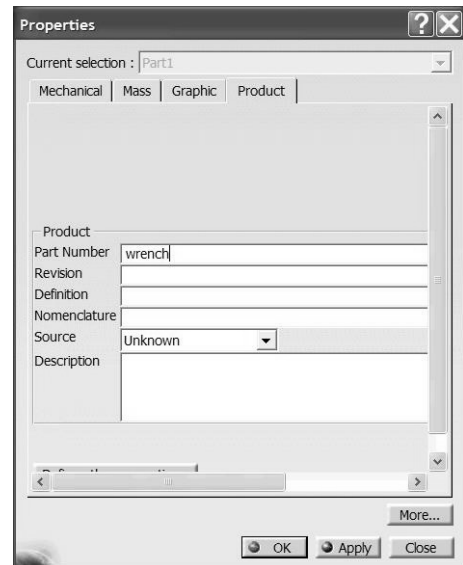 Properties
Current selection : Part1
Mechanical Mass Graphic Product
Product
Part Number wrench
Revision
Definition
Nomenclature
Source Unknown
Description
More...
OK Apply Close